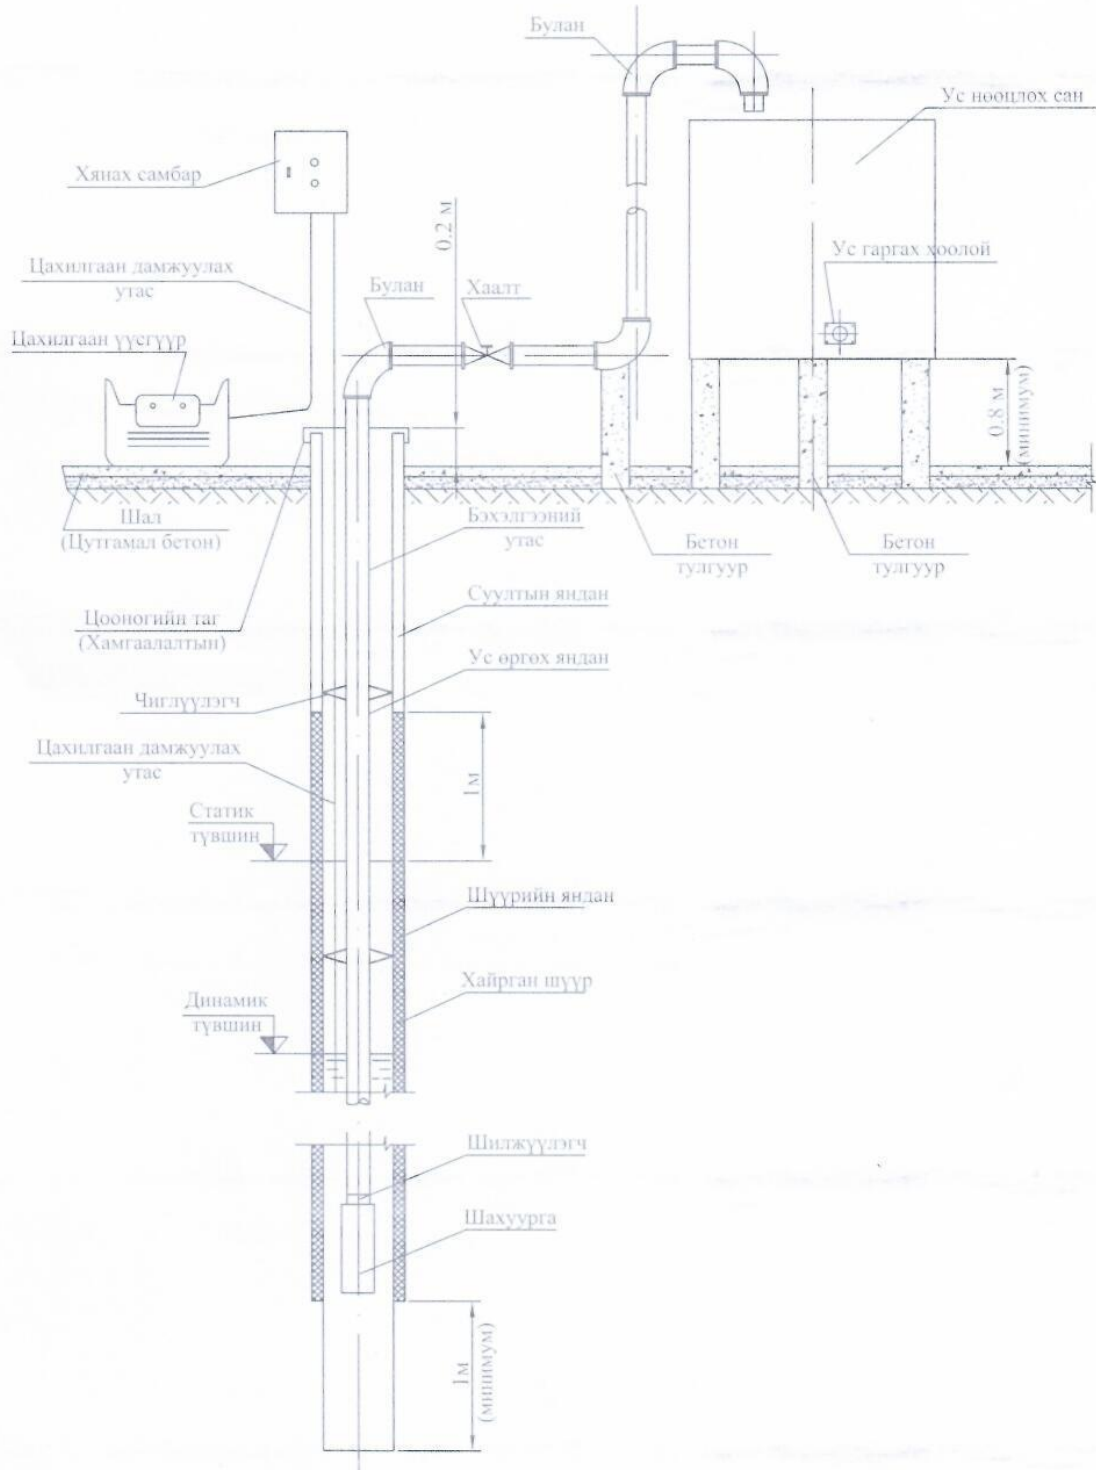 Булан
Ус нөөцлөх сан
Хянах самбар
0.2 м
Ус гаргах хоолой
Цахилгаан дамжуулах
утас
Булан
Хаалт
Цахилгаан үүсгүүр
0.8 м
(минимум)
Шал
(Цутгамал бетон)
Бэхэлгээний
утас
Бетон
тулгуур
Бетон
тулгуур
Цооногийн таг
(Хамгаалалтын)
Суултын яндан
Ус өргөх яндан
Чиглүүлэгч
Цахилгаан дамжуулах
утас
1м
Статик
түвшин
Шүүрийн яндан
Хайрган шүүр
Динамик
түвшин
Шилжүүлэгч
Шахуурга
1м
(минимум)